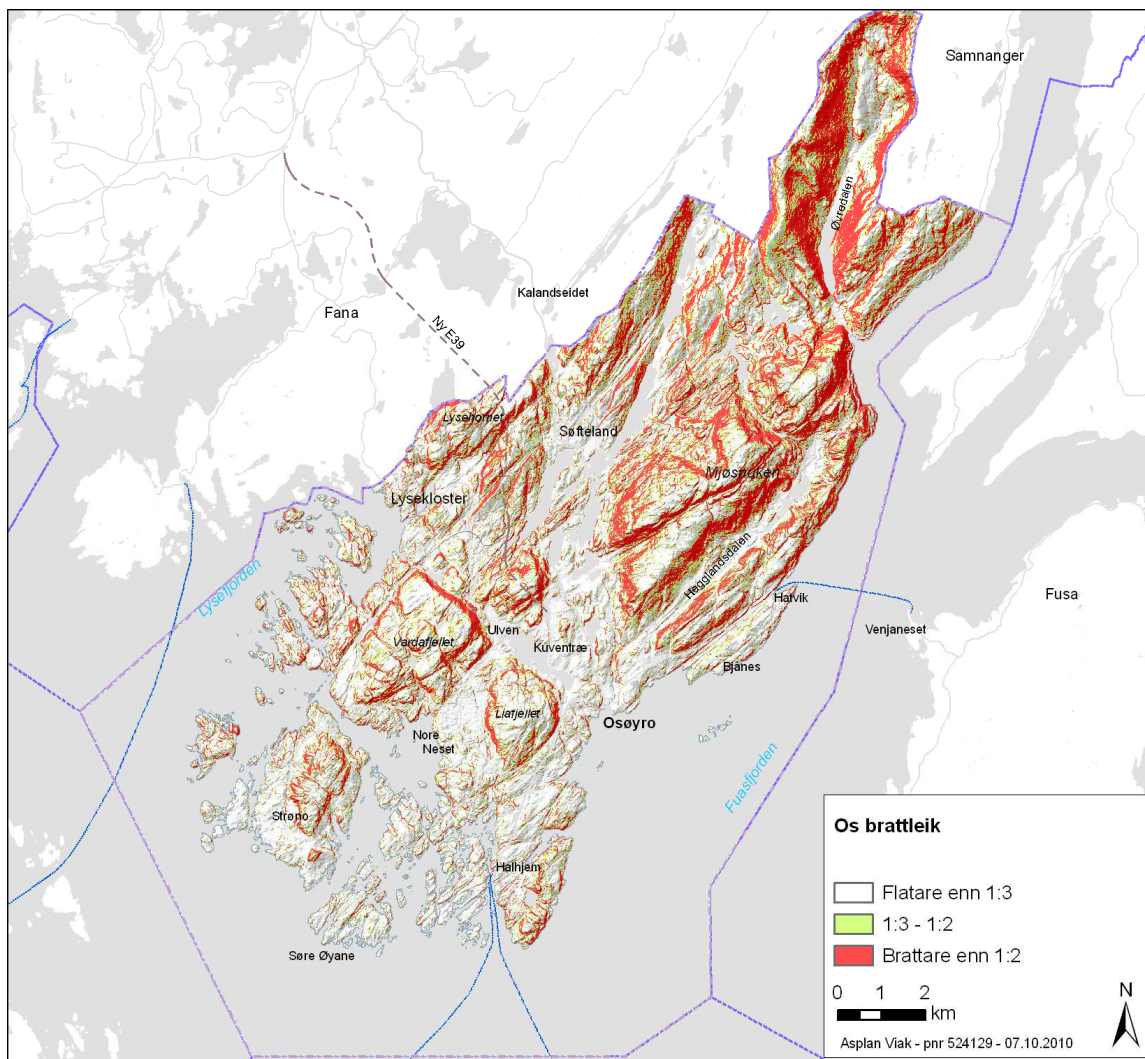 Samnanger
Øyredalen
Kalandseidet
Fana
Ny E39
Lysehornet
Søfteland
Mjøsnuken
Lysekloster
Hegglandsdalen
Lysefjorden
Hatvik
Fusa
Venjaneset
Ulven
Vardafjellet
Kuventræ
Bjånes
Liafjellet
Osøyro
Nore
Neset
Fuasfjorden
Strøno
Halhjem
Søre Øyane
Os brattleik
Flatare enn 1:3
1:3 - 1:2
Brattare enn 1:2
0 1 2
km
N
Asplan Viak - pnr 524129 - 07.10.2010